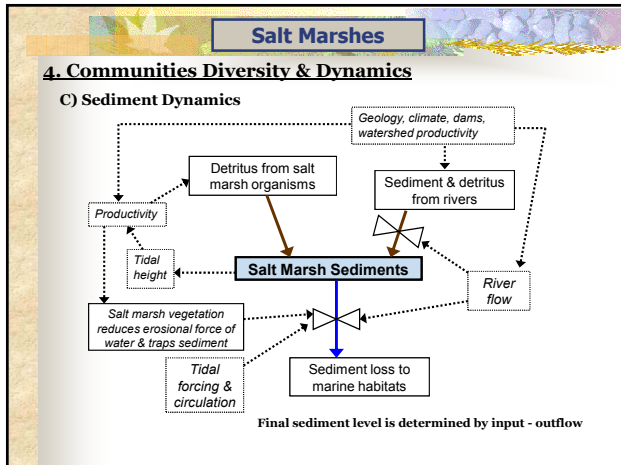 Salt Marshes
4. Communities Diversity & Dynamics
C) Sediment Dynamics
Geology, climate, dams,
watershed productivity
Detritus from salt
marsh organisms
Sediment & detritus
from rivers
Productivity
Tidal
height
Salt Marsh Sediments
River
flow
Salt marsh vegetation
reduces erosional force of
water & traps sediment
Tidal
forcing &
circulation
Sediment loss to
marine habitats
Final sediment level is determined by input - outflow